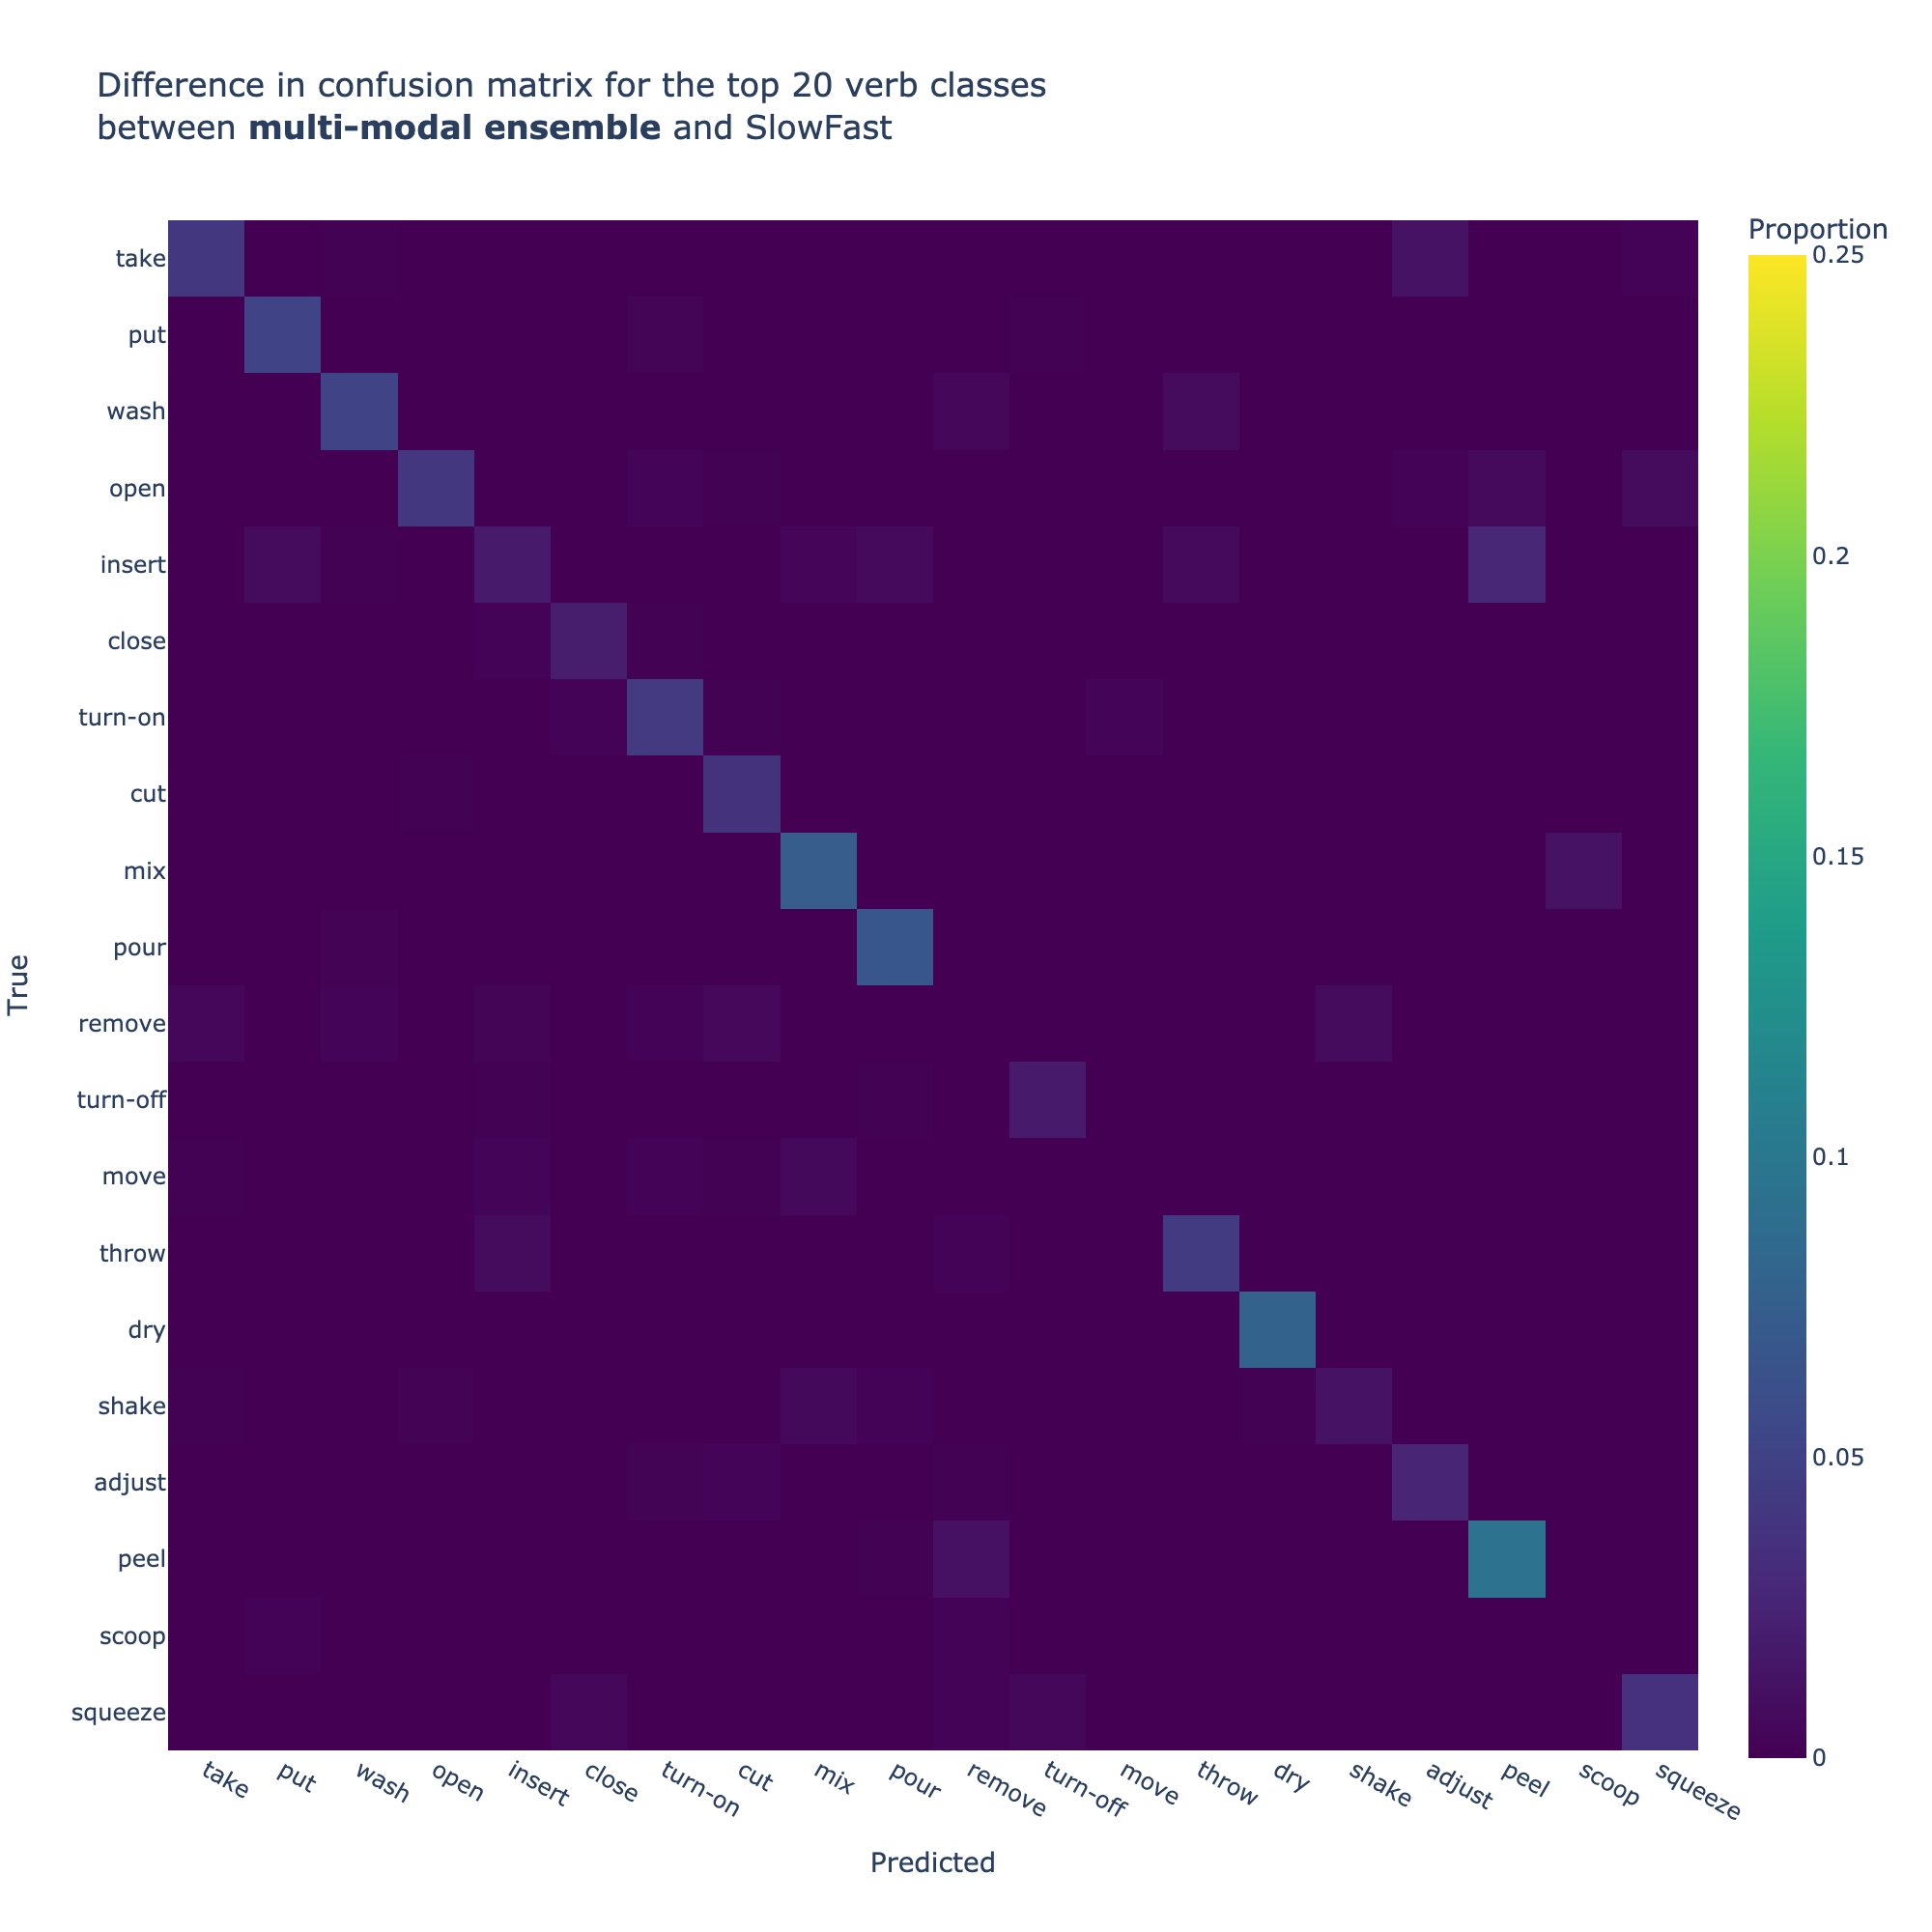 Difference in confusion matrix for the top 20 verb classes
between multi-modal ensemble and SlowFast
Proportion
0.25
0.2
0.15
0.1
0.05
0
True
take
put
wash
open
insert
close
turn-on
cut
mix
pour
remove
turn-off
move
throw
dry
shake
adjust
peel
scoop
squeeze
take
put
wash
open
insert
close
turn-on
cut
mix
pour
remove
turn-off
move
throw
dry
shake
adjust
peel
scoop
squeeze
Predicted